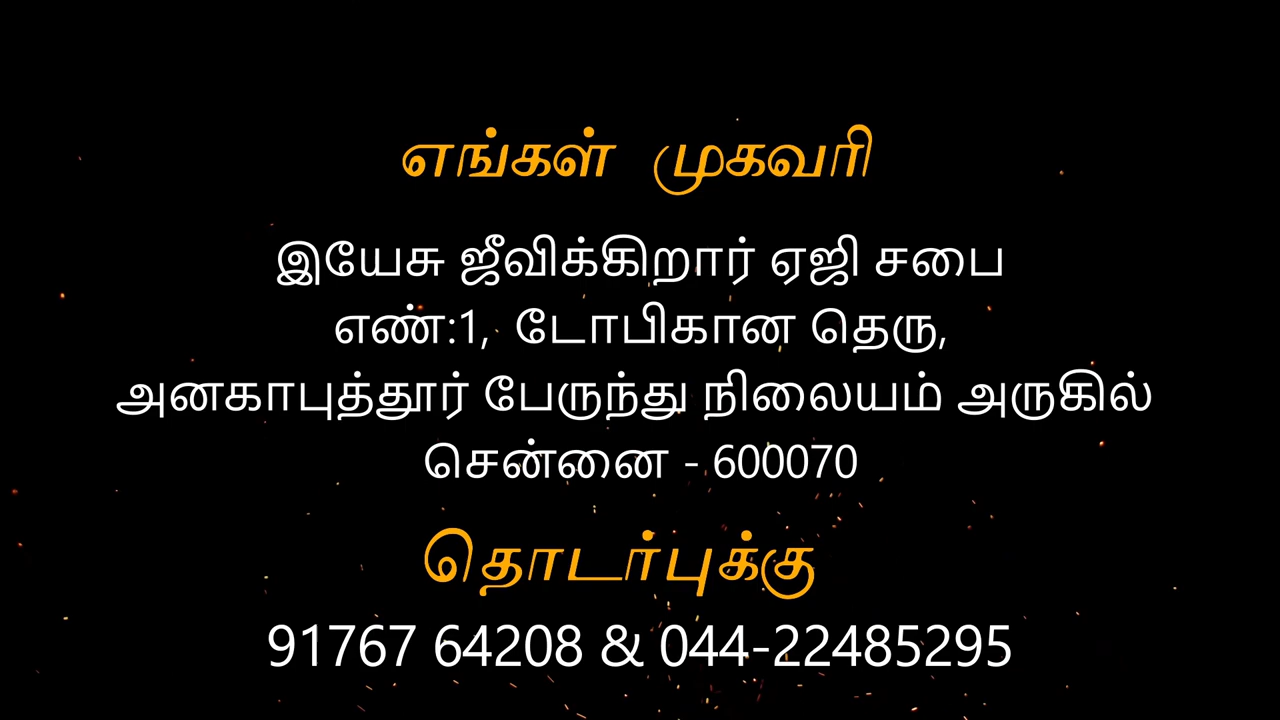 எங்கள் முகவரி
இயேசு ஜீவிக்கிறார் ஏஜி சபை
எண்:1, டோபிகான தெரு,
அனகாபுத்தூர் பேருந்து நிலையம் அருகில்
சென்னை - 600070
தொடர்புக்கு
91767 64208 & 044-22485295